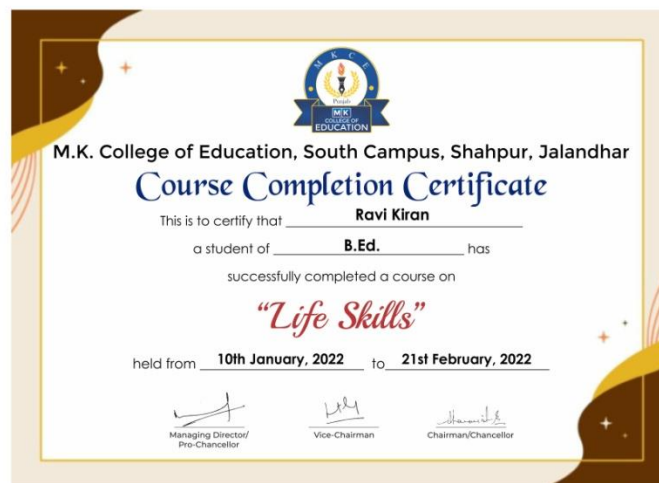 M K C E
Punjab
MK
COLLEGE OF
EDUCATION
M.K. College of Education, South Campus, Shahpur, Jalandhar
Course Completion Certificate
This is to certify that Ravi Kiran
a student of B.Ed. has
successfully completed a course on
“Life Skills”
held from 10th January, 2022 to 21st February, 2022
Managing Director/ Vice-Chairman Chairman/Chancellor
Pro-Chancellor